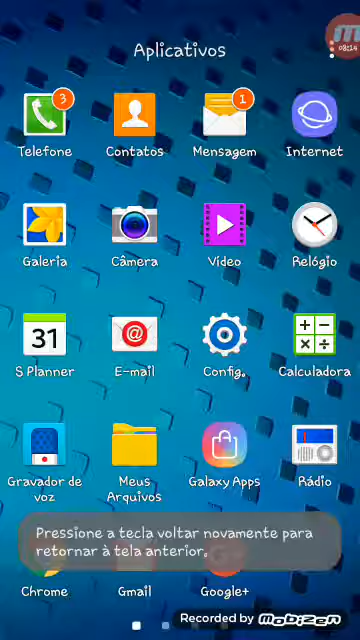 m
08:14
Aplicativos
3
1
Telefone
Contatos
Mensagem
Internet
Galeria
Câmera
Vídeo
Relógio
31
@
S Planner
E-mail
Config.
Calculadora
Gravador de
voz
Meus
Arquivos
Galaxy Apps
Rádio
Pressione a tecla voltar novamente para
retornar à tela anterior.
Chrome
Gmail
Google+
Recorded by mobizen